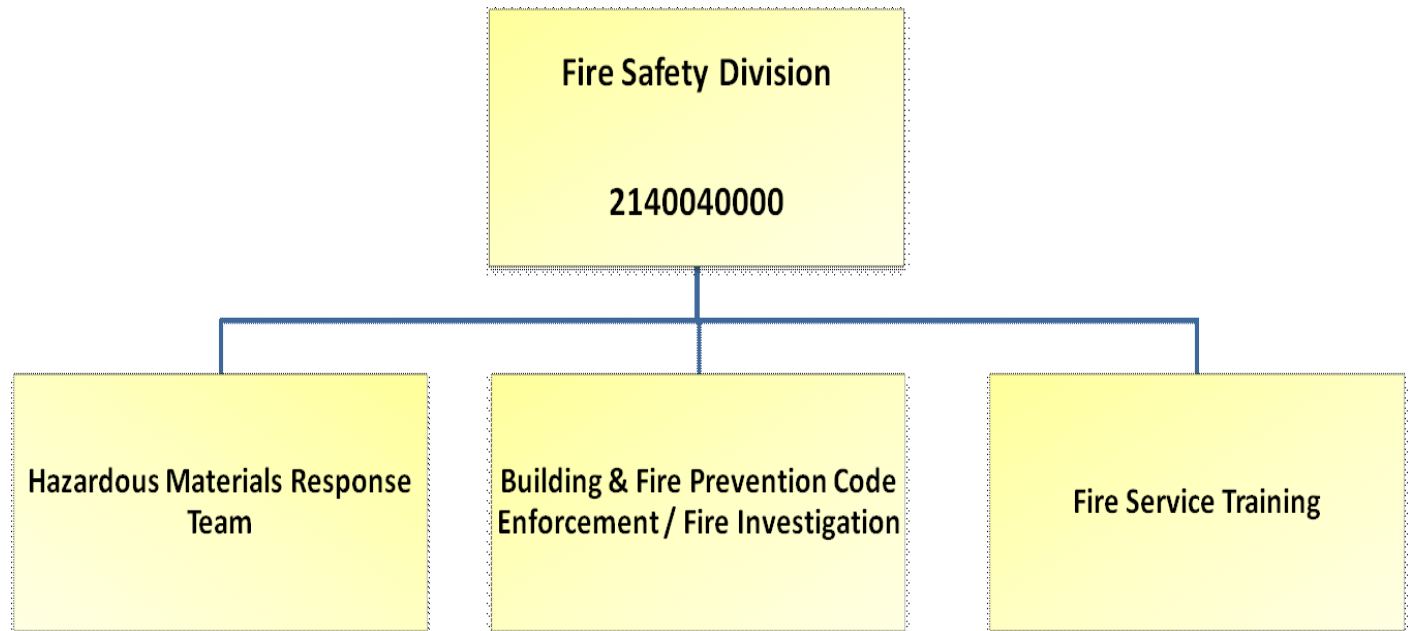 Fire Safety Division
2140040000
Hazardous Materials Response
Team
Building & Fire Prevention Code
Enforcement / Fire Investigation
Fire Service Training